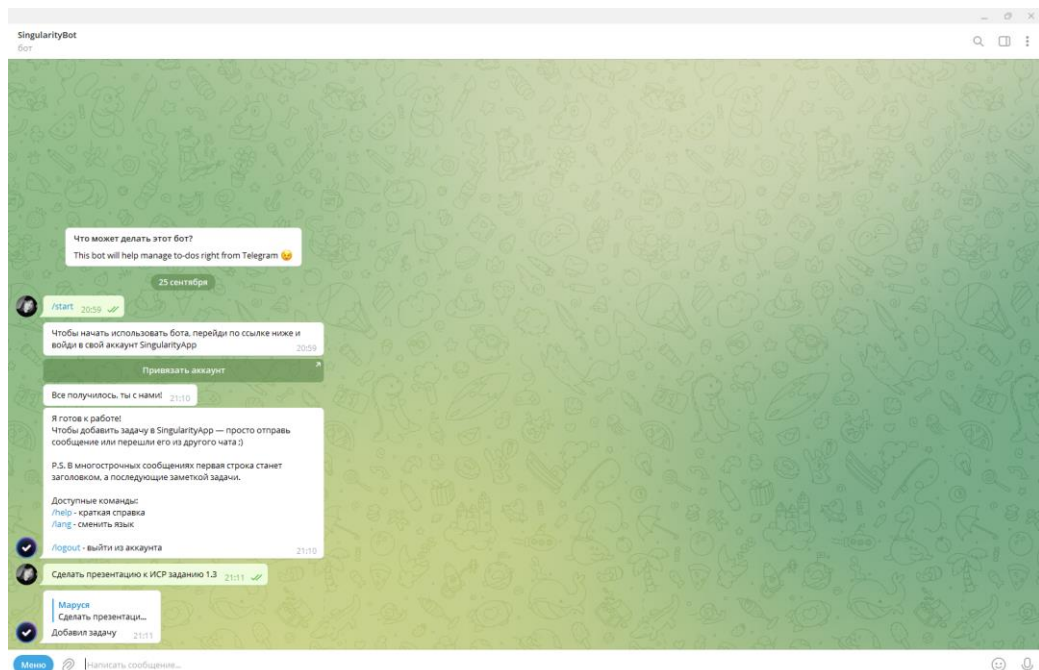 SingularityBot
бот
Что может делать этот бот?
This bot will help manage to-dos right from Telegram 😉
25 сентября
/start 20:59
Чтобы начать использовать бота, перейди по ссылке ниже и
войди в свой аккаунт SingularityApp 20:59
Привязать аккаунт
Все получилось, ты с нами! 21:10
Я готов к работе!
Чтобы добавить задачу в SingularityApp — просто отправь
сообщение или перешли его из другого чата :)
P.S. В многострочных сообщениях первая строка станет
заголовком, а последующие заметкой задачи.
Доступные команды:
/help - краткая справка
/lang - сменить язык
/logout - выйти из аккаунта 21:10
Сделать презентацию к ИСР заданию 1.3 21:11
Маруся
Сделать презентаци...
Добавил задачу 21:11
Меню Написать сообщение...